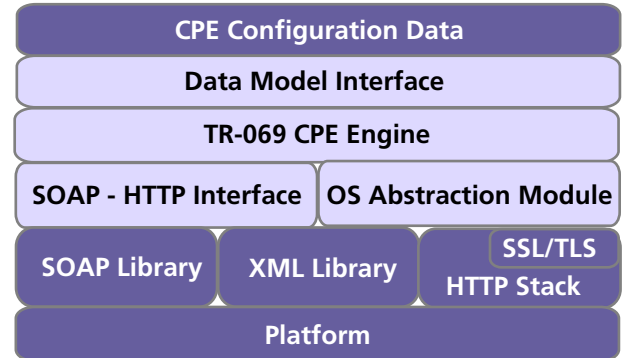 CPE Configuration Data
Data Model Interface
TR-069 CPE Engine
SOAP - HTTP Interface
OS Abstraction Module
SOAP Library
XML Library
SSL/TLS
HTTP Stack
Platform